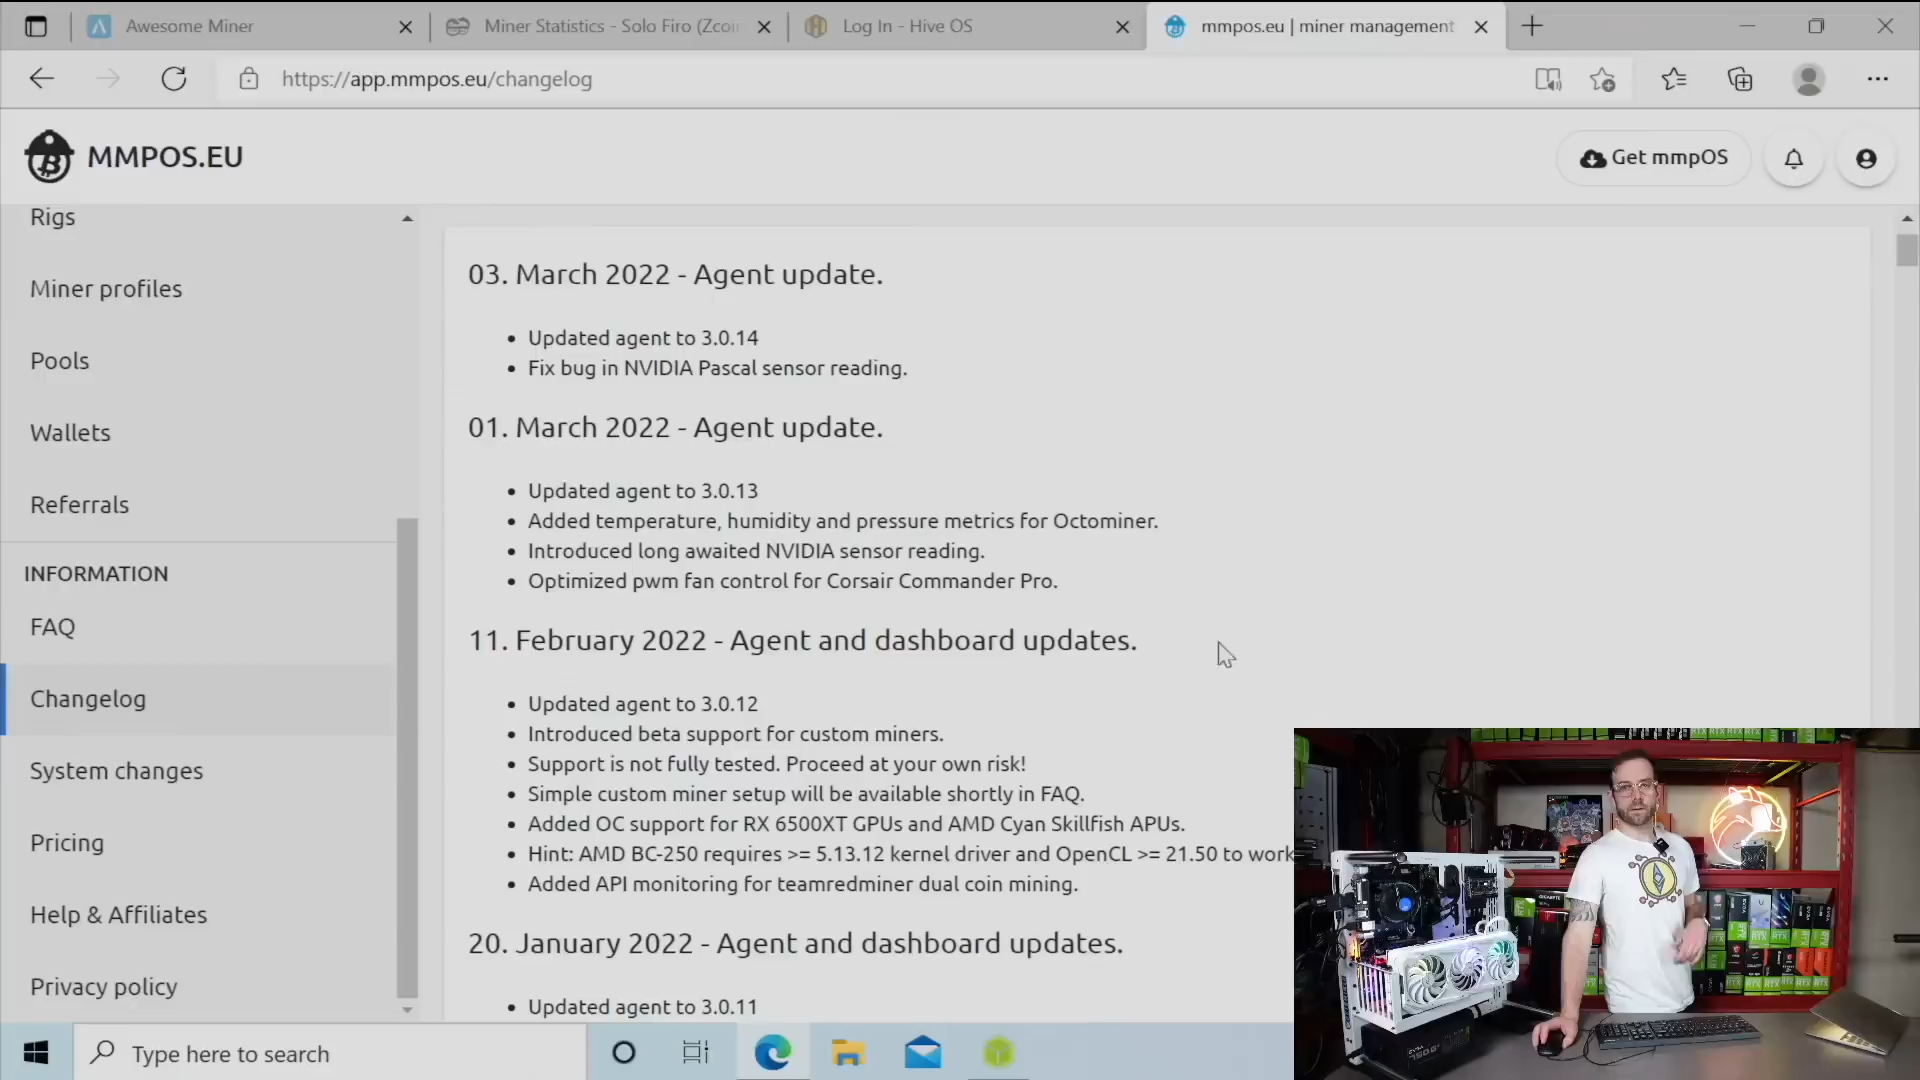 Awesome Miner
Miner Statistics - Solo Firo (Zcoin
Log In - Hive OS
mmpos.eu | miner management
https://app.mmpos.eu/changelog
MMPOS.EU
Get mmpOS
Rigs
Miner profiles
Pools
Wallets
Referrals
INFORMATION
FAQ
Changelog
System changes
Pricing
Help & Affiliates
Privacy policy
03. March 2022 - Agent update.
• Updated agent to 3.0.14
• Fix bug in NVIDIA Pascal sensor reading.
01. March 2022 - Agent update.
• Updated agent to 3.0.13
• Added temperature, humidity and pressure metrics for Octominer.
• Introduced long awaited NVIDIA sensor reading.
• Optimized pwm fan control for Corsair Commander Pro.
11. February 2022 - Agent and dashboard updates.
• Updated agent to 3.0.12
• Introduced beta support for custom miners.
• Support is not fully tested. Proceed at your own risk!
• Simple custom miner setup will be available shortly in FAQ.
• Added OC support for RX 6500XT GPUs and AMD Cyan Skillfish APUs.
• Hint: AMD BC-250 requires >= 5.13.12 kernel driver and OpenCL >= 21.50 to work
• Added API monitoring for teamredminer dual coin mining.
20. January 2022 - Agent and dashboard updates.
• Updated agent to 3.0.11
Type here to search